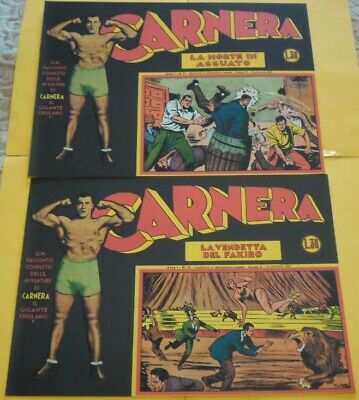 CARNERA
LA MORTE IN
AGGUATO
L.30
UN
RACCONTO
COMPLETO
DELLE
AVVENTURE
DI
CARNERA
IL
GIGANTE
FRIULANO
CARNERA
LA VENDETTA
DEL FAKIRO
L.30
UN
RACCONTO
COMPLETO
DELLE
AVVENTURE
DI
CARNERA
IL
GIGANTE
FRIULANO